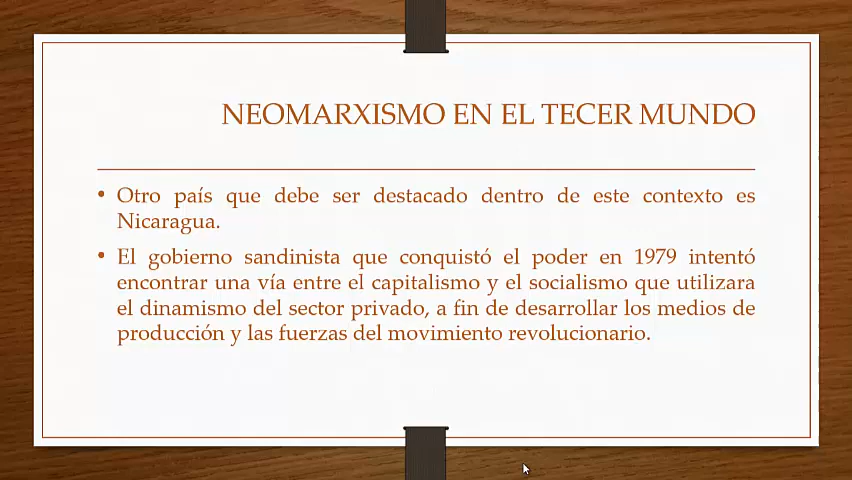 NEOMARXISMO EN EL TECER MUNDO
• Otro país que debe ser destacado dentro de este contexto es
Nicaragua.
• El gobierno sandinista que conquistó el poder en 1979 intentó
encontrar una vía entre el capitalismo y el socialismo que utilizara
el dinamismo del sector privado, a fin de desarrollar los medios de
producción y las fuerzas del movimiento revolucionario.